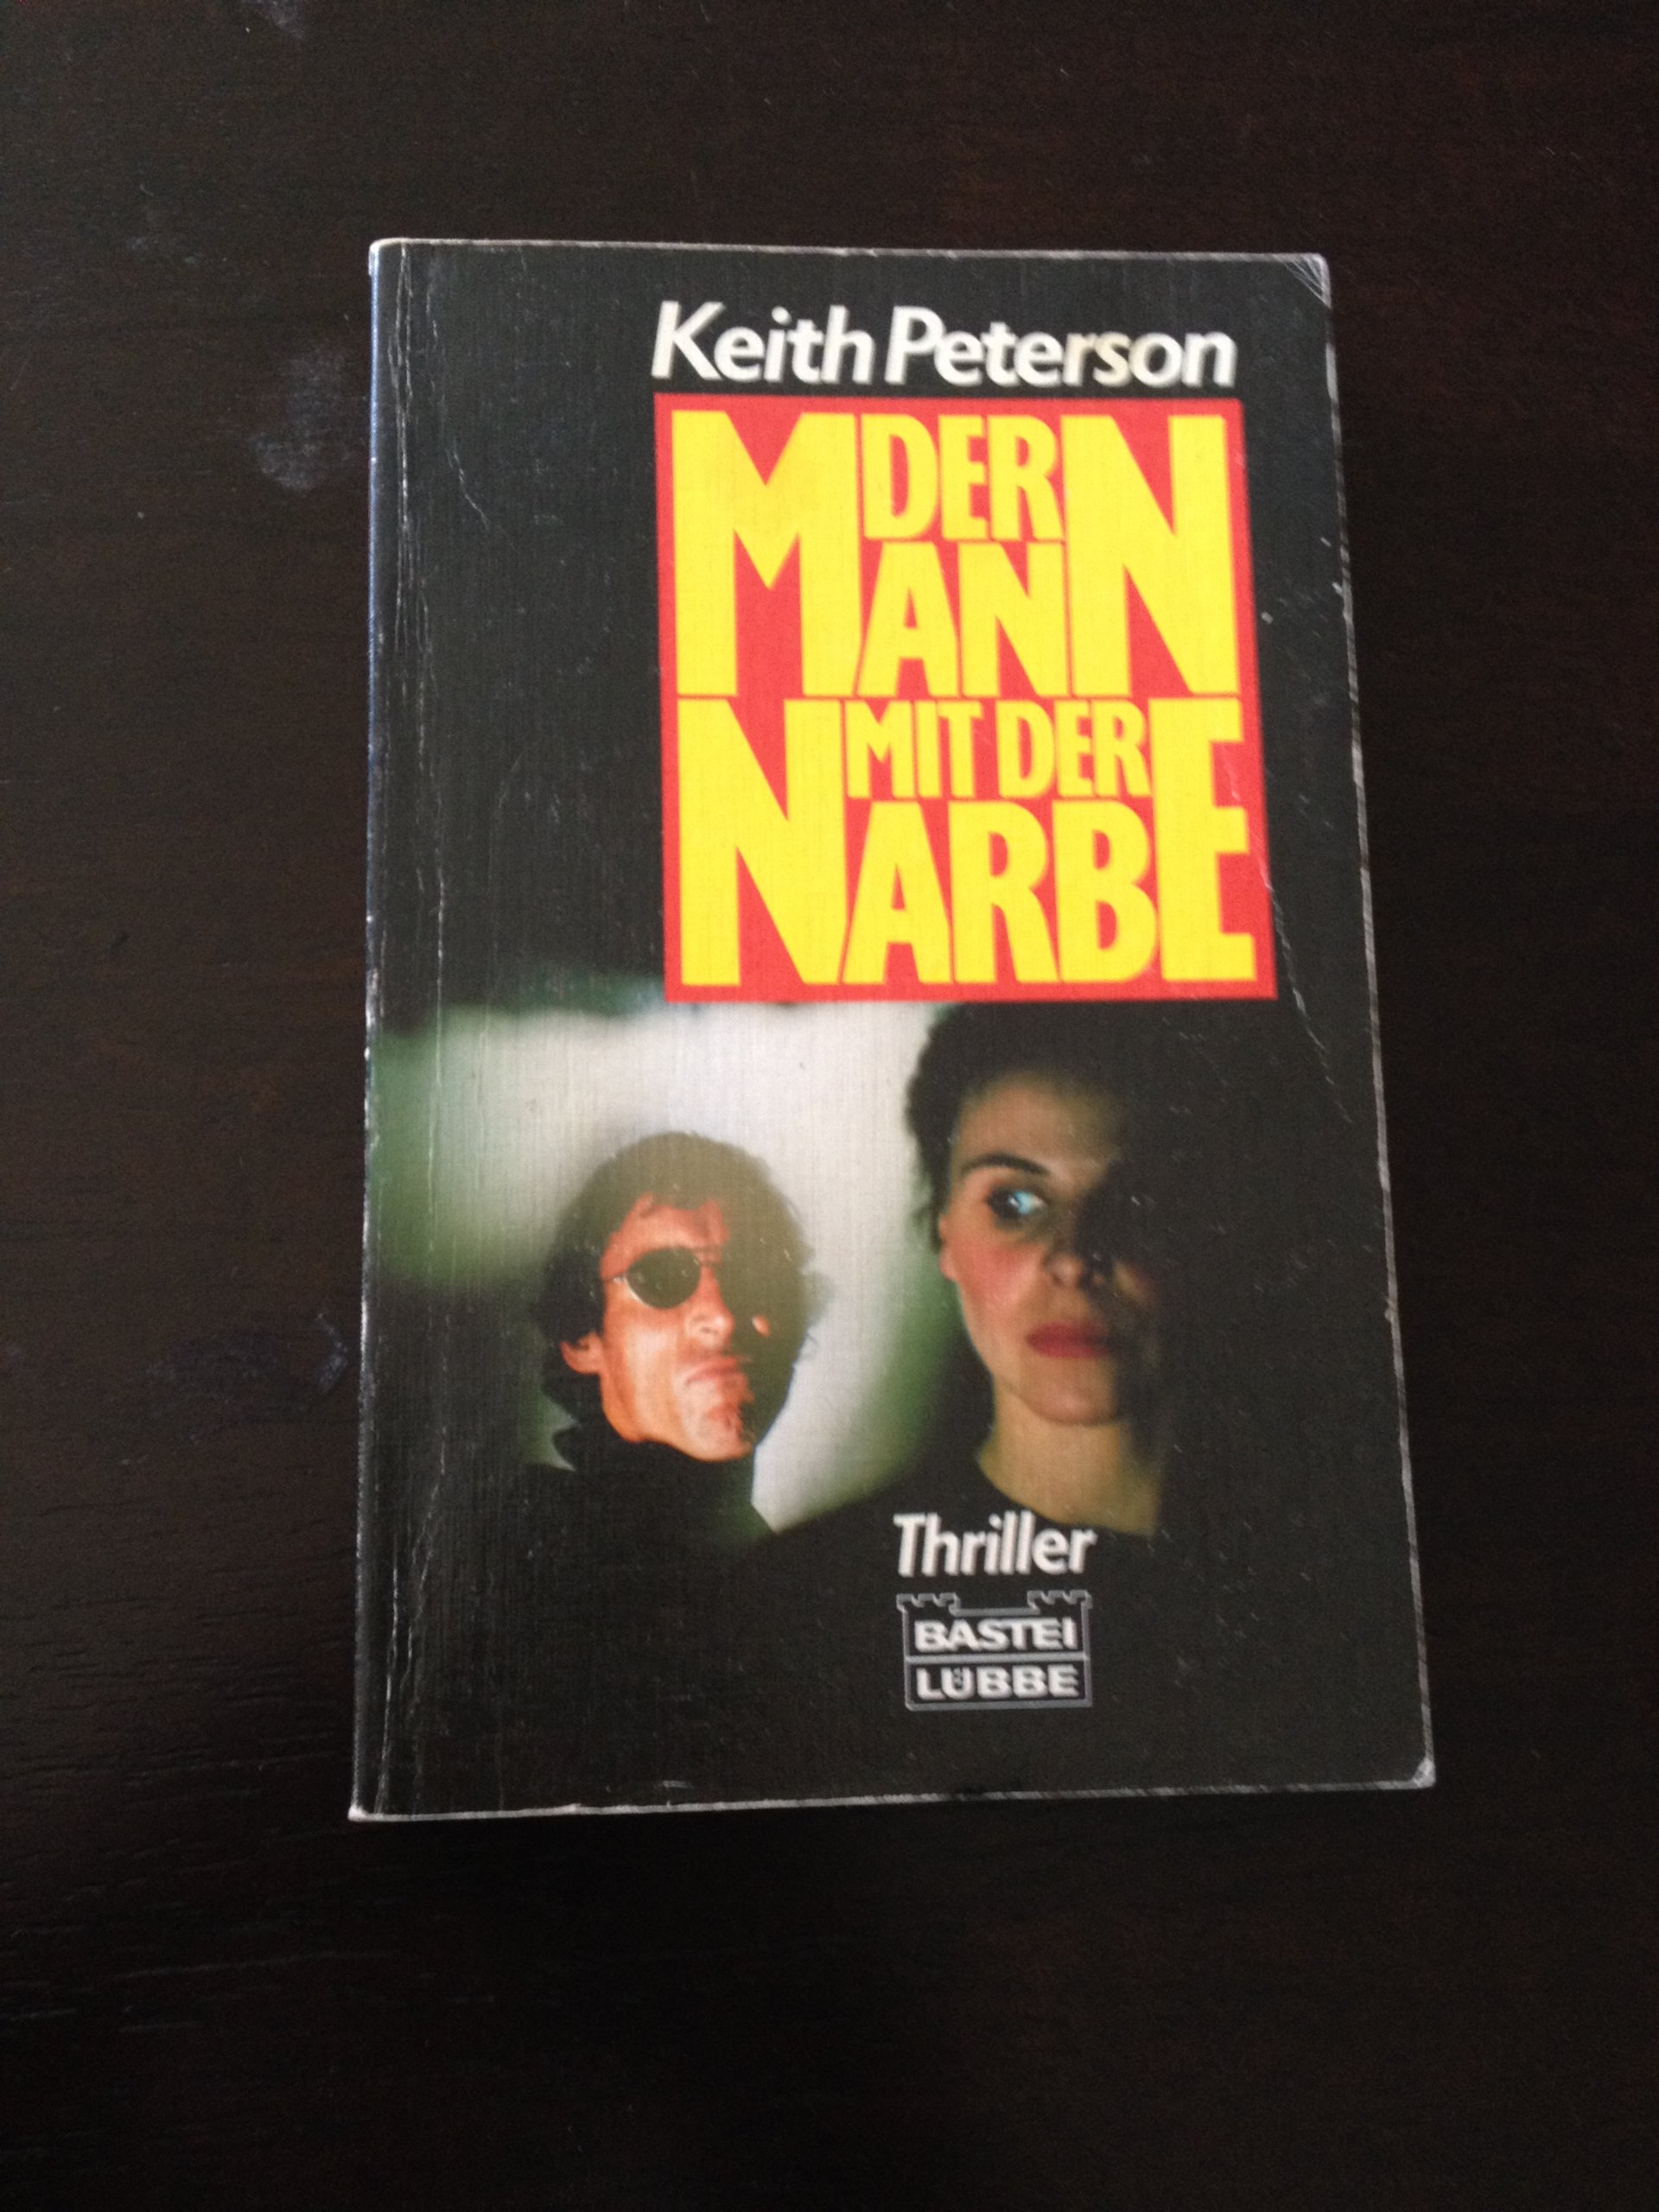 Keith Peterson
DER
MANN
MIT DER
NARBE
Thriller
BASTEI
LÜBBE